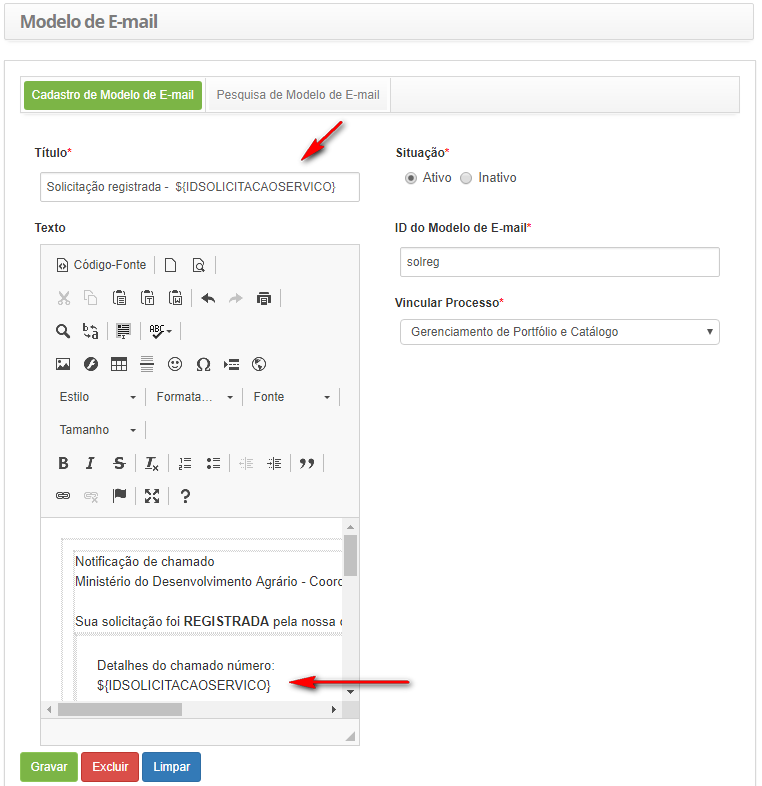 Modelo de E-mail
Cadastro de Modelo de E-mail
Pesquisa de Modelo de E-mail
Título*
Solicitação registrada -  ${IDSOLICITACAOSERVICO}
Situação*
Ativo
Inativo
Texto
ID do Modelo de E-mail*
solreg
Vincular Processo*
Gerenciamento de Portfólio e Catálogo
Código-Fonte
ABC
Estilo
Formata...
Fonte
Tamanho
B I S Tx
?
Notificação de chamado
Ministério do Desenvolvimento Agrário - Coord
Sua solicitação foi REGISTRADA pela nossa
Detalhes do chamado número:
${IDSOLICITACAOSERVICO}
Gravar
Excluir
Limpar